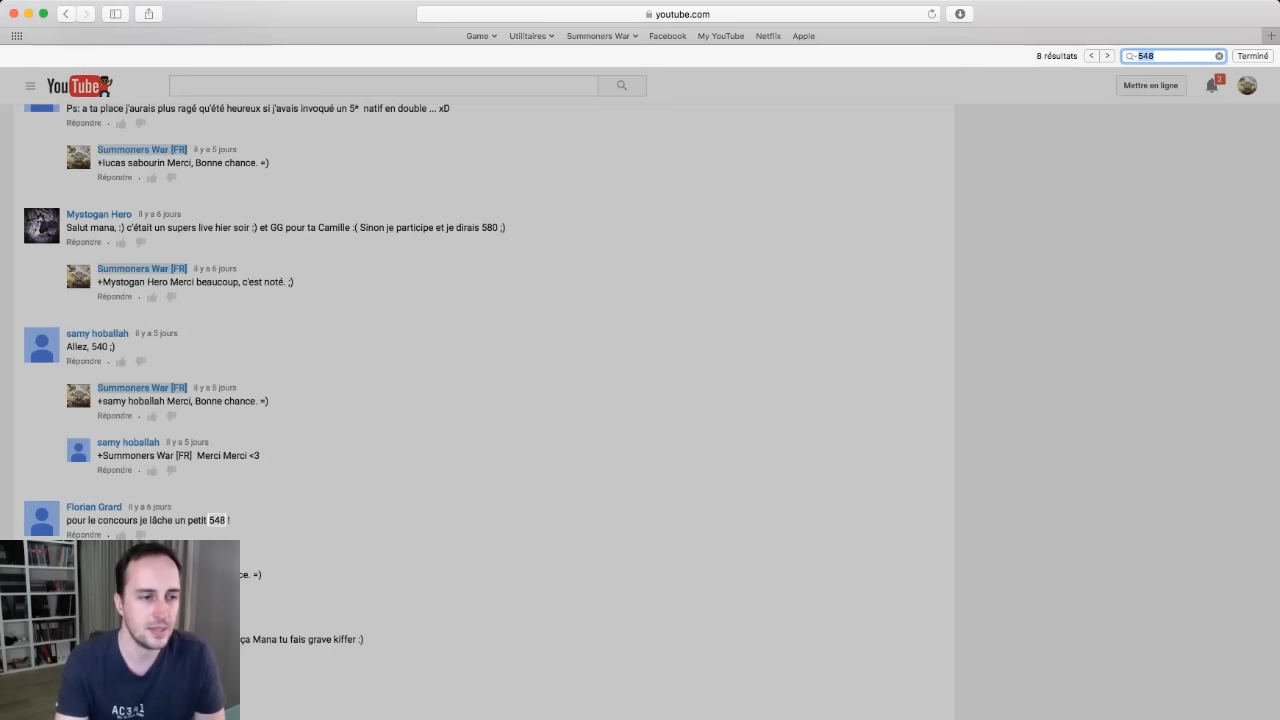 youtube.com
Game Utilitaires Summoners War Facebook My YouTube Netflix Apple
8 résultats 548 Terminé
YouTube Mettre en ligne 2
Ps: a ta place j'aurais plus ragé qu'été heureux si j'avais invoqué un 5* natif en double ... xD
Répondre
Summoners War [FR] il y a 5 jours
+lucas sabourin Merci, Bonne chance. =)
Répondre
Mystogan Hero il y a 6 jours
Salut mana, :) c'était un supers live hier soir :) et GG pour ta Camille :( Sinon je participe et je dirais 580 ;)
Répondre
Summoners War [FR] il y a 6 jours
+Mystogan Hero Merci beaucoup, c'est noté. ;)
Répondre
samy hoballah il y a 5 jours
Allez, 540 ;)
Répondre
Summoners War [FR] il y a 5 jours
+samy hoballah Merci, Bonne chance. =)
Répondre
samy hoballah il y a 5 jours
+Summoners War [FR] Merci Merci <3
Répondre
Florian Grard il y a 6 jours
pour le concours je lâche un petit 548 !
Répondre
ce. =)
ça Mana tu fais grave kiffer :)